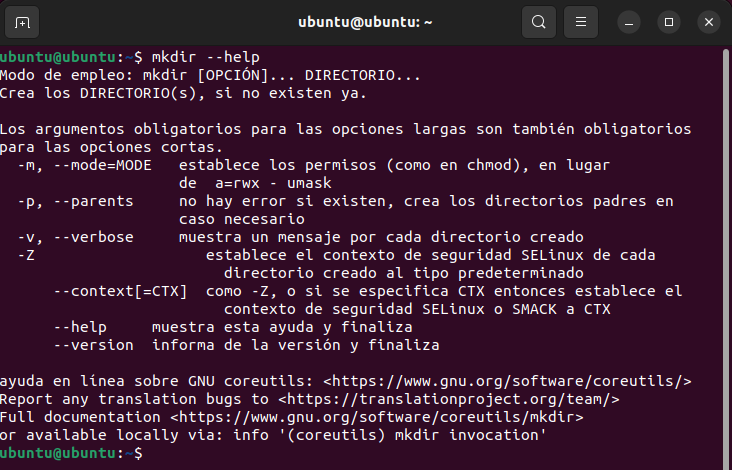 ubuntu@ubuntu: ~
ubuntu@ubuntu:~$ mkdir --help
Modo de empleo: mkdir [OPCIÓN]... DIRECTORIO...
Crea los DIRECTORIO(s), si no existen ya.
Los argumentos obligatorios para las opciones largas son también obligatorios
para las opciones cortas.
  -m, --mode=MODE   establece los permisos (como en chmod), en lugar
                    de  a=rwx - umask
  -p, --parents     no hay error si existen, crea los directorios padres en
                    caso necesario
  -v, --verbose     muestra un mensaje por cada directorio creado
  -Z                   establece el contexto de seguridad SELinux de cada
                         directorio creado al tipo predeterminado
      --context[=CTX]  como -Z, o si se especifica CTX entonces establece el
                         contexto de seguridad SELinux o SMACK a CTX
      --help     muestra esta ayuda y finaliza
      --version  informa de la versión y finaliza
ayuda en línea sobre GNU coreutils: <https://www.gnu.org/software/coreutils/>
Report any translation bugs to <https://translationproject.org/team/>
Full documentation <https://www.gnu.org/software/coreutils/mkdir>
or available locally via: info '(coreutils) mkdir invocation'
ubuntu@ubuntu:~$